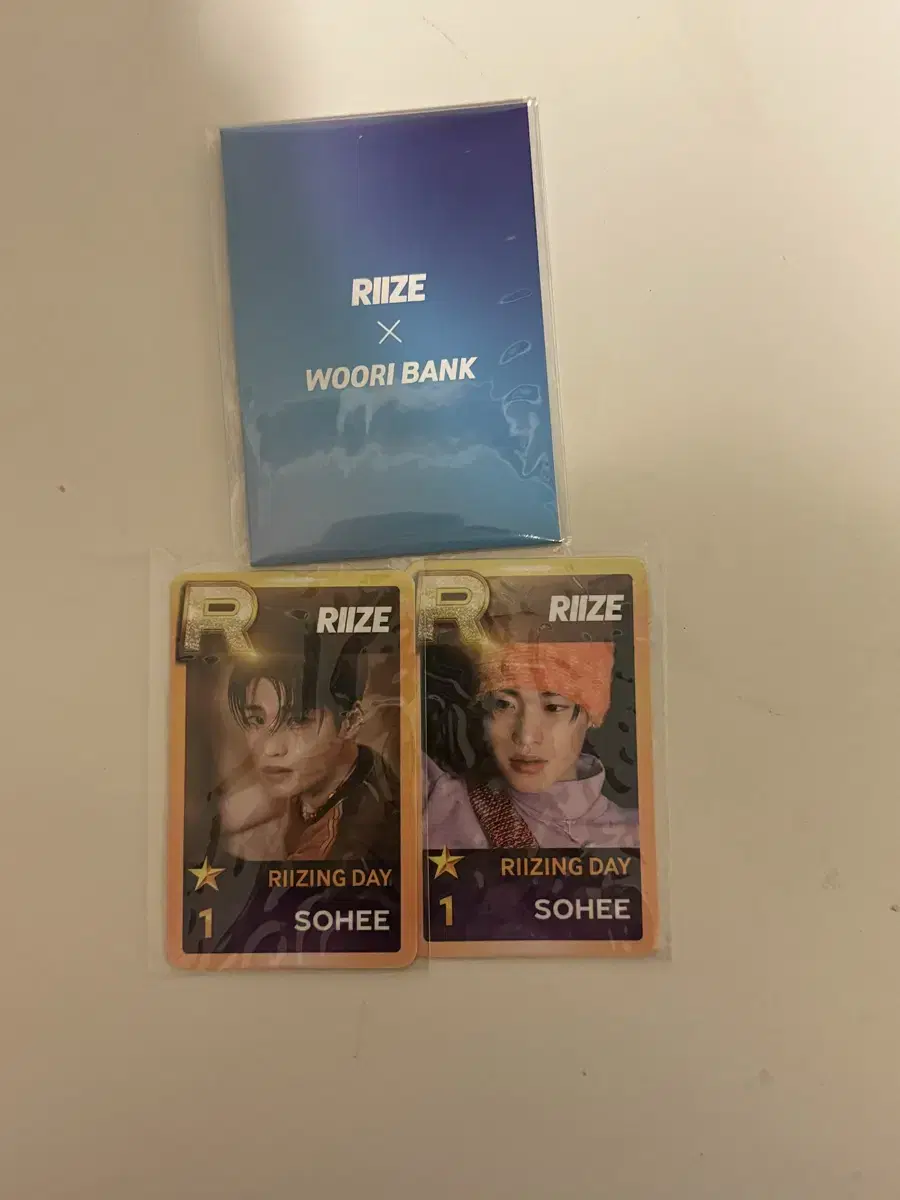 RIIZE
×
WOORI BANK
R
RIIZE
RIIZING DAY
1
SOHEE
R
RIIZE
RIIZING DAY
1
SOHEE